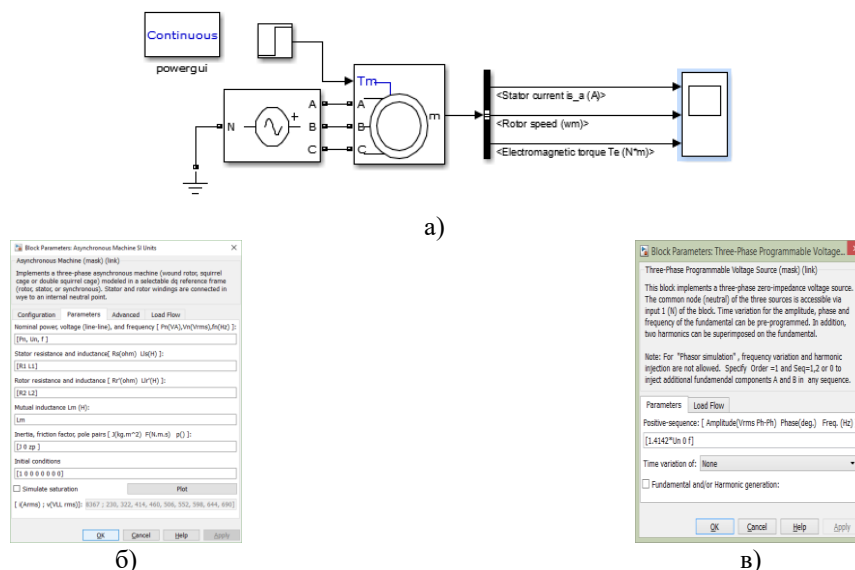 Continuous
powergui
Tm
A
B
C
N
A
B
C
m
<Stator current is_a (A)>
<Rotor speed (wm)>
<Electromagnetic torque Te (N*m)>
а)
Block Parameters: Asynchronous Machine SI Units
Asynchronous Machine (mask) (link)
Implements a three-phase asynchronous machine (wound rotor, squirrel
cage or double squirrel cage) modeled in a selectable dq reference frame
(rotor, stator, or synchronous). Stator and rotor windings are connected in
wye to an internal neutral point.
Configuration Parameters Advanced Load Flow
Nominal power, voltage (line-line), and frequency [ Pn(VA),Vn(Vrms),fn(Hz) ]:
[Pn, Un, f ]
Stator resistance and inductance[ Rs(ohm) Lls(H) ]:
[R1 L1]
Rotor resistance and inductance [ Rr'(ohm) Llr'(H) ]:
[R2 L2]
Mutual inductance Lm (H):
Lm
Inertia, friction factor, pole pairs [ J(kg.m^2) F(N.m.s) p() ]:
[J 0 zp ]
Initial conditions
[1 0 0 0 0 0 0 0]
Simulate saturation Plot
[ i(Arms) ; v(VLL rms)]: 8367 ; 230, 322, 414, 460, 506, 552, 598, 644, 690]
OK Cancel Help Apply
б)
Block Parameters: Three-Phase Programmable Voltage...
Three-Phase Programmable Voltage Source (mask) (link)
This block implements a three-phase zero-impedance voltage source.
The common node (neutral) of the three sources is accessible via
input 1 (N) of the block. Time variation for the amplitude, phase and
frequency of the fundamental can be pre-programmed. In addition,
two harmonics can be superimposed on the fundamental.
Note: For "Phasor simulation", frequency variation and harmonic
injection are not allowed. Specify Order =1 and Seq=1,2 or 0 to
inject additional fundamendal components A and B in any sequence.
Parameters Load Flow
Positive-sequence: [ Amplitude(Vrms Ph-Ph) Phase(deg.) Freq. (Hz)
[1.4142*Un 0 f]
Time variation of: None
Fundamental and/or Harmonic generation:
OK Cancel Help Apply
в)